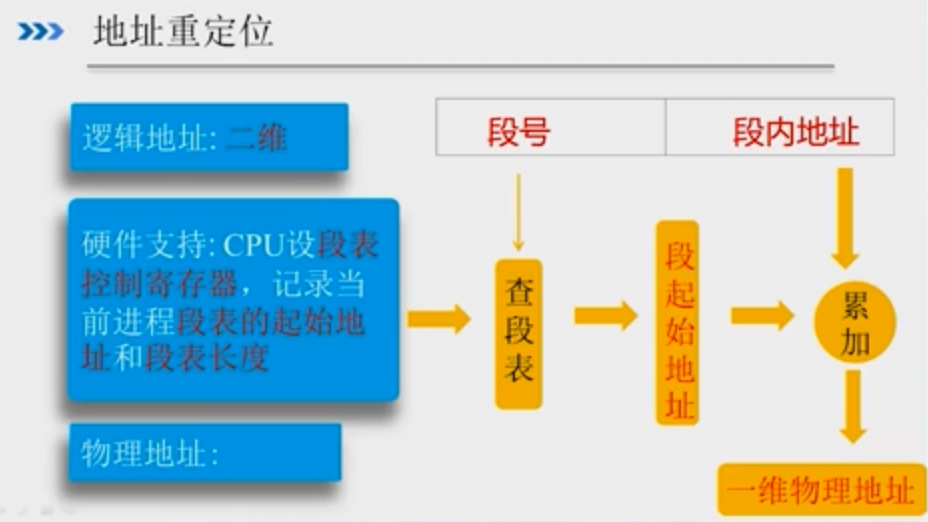 地址重定位
逻辑地址: 二维
段号
段内地址
硬件支持: CPU设段表
控制寄存器，记录当
前进程段表的起始地
址和段表长度
查段表
段起始地址
累加
物理地址:
一维物理地址